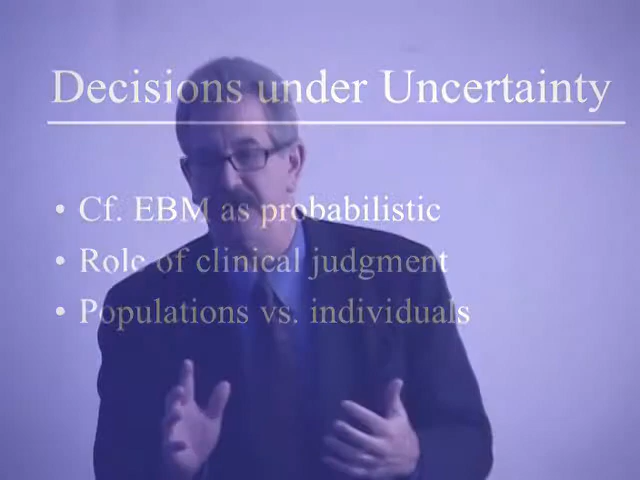 Decisions under Uncertainty
• Cf. EBM as probabilistic
• Role of clinical judgment
• Populations vs. individuals